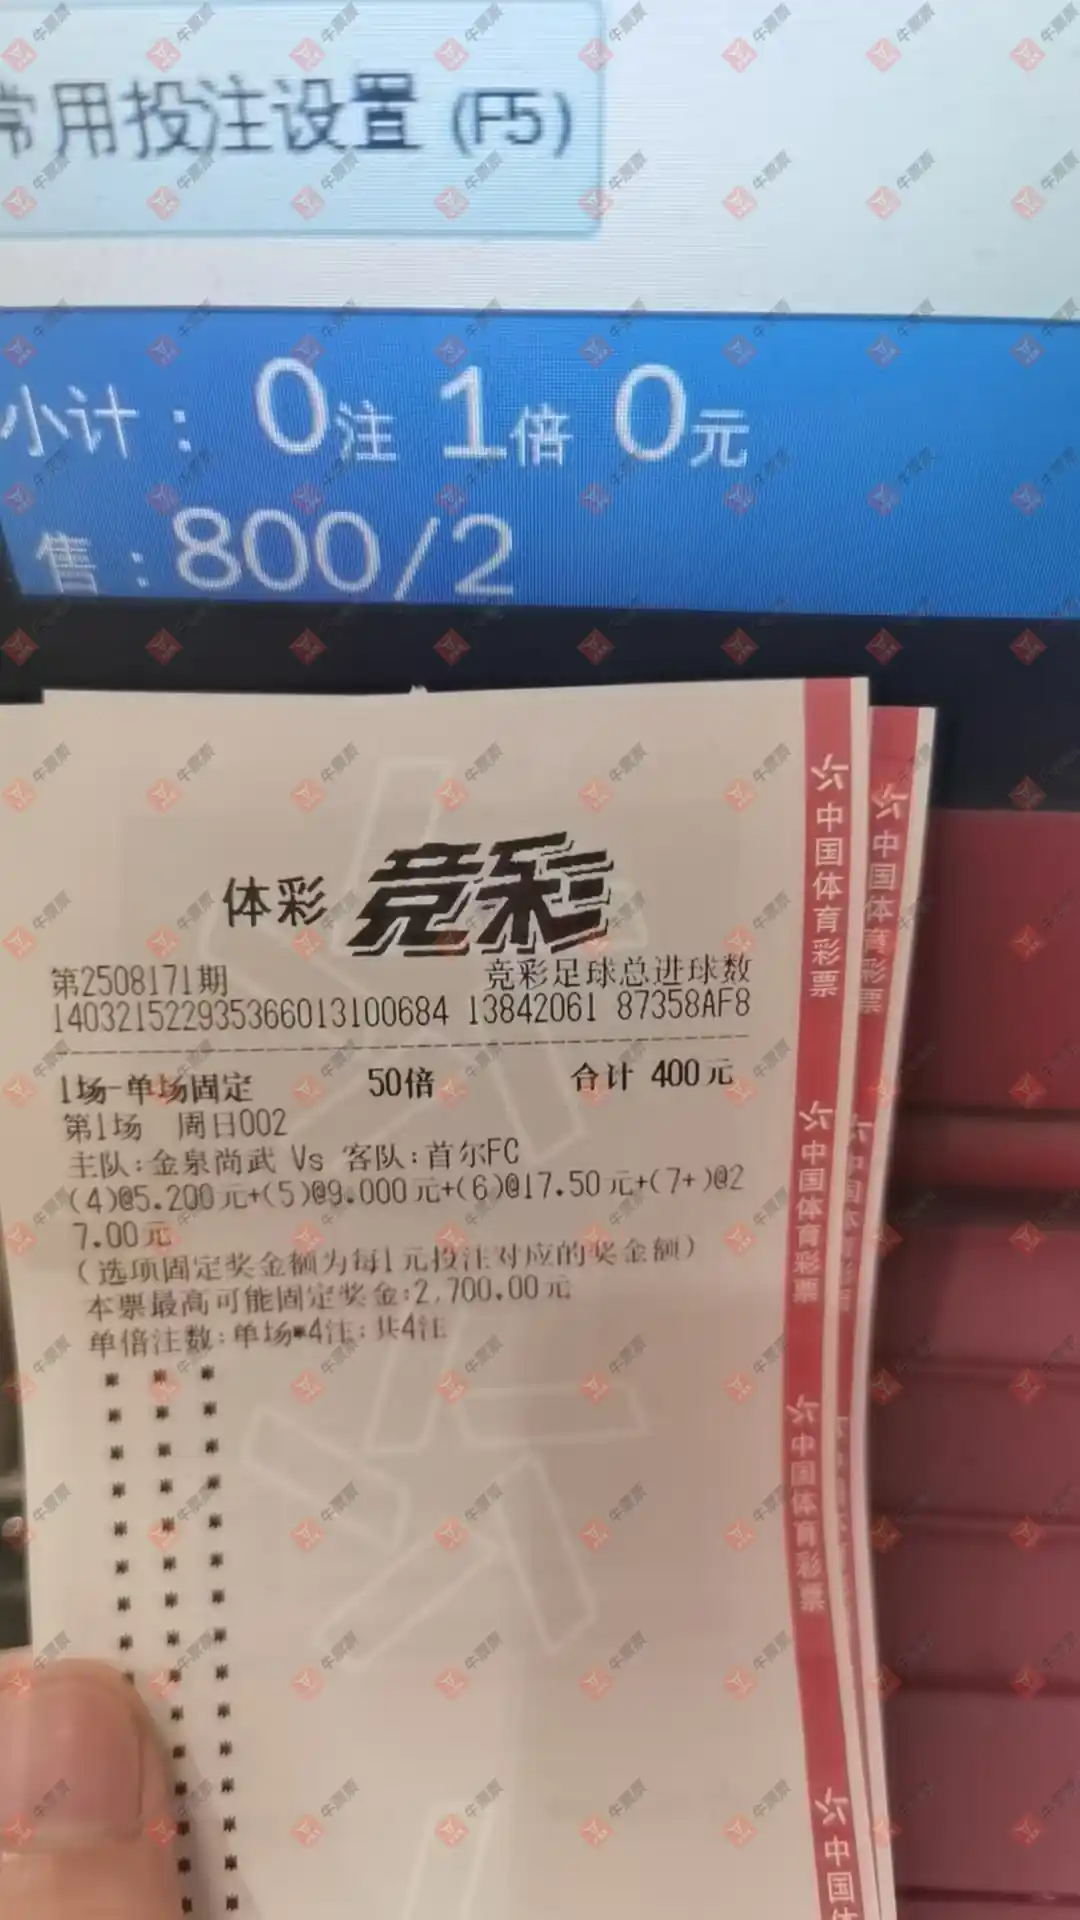 常用投注设置 (F5)
小计： 0注 1倍 0元
售：800/2
体彩 竞彩
第2508171期 竞彩足球总进球数
140321522935366013100684 13842061 87358AF8
1场-单场固定 50倍 合计 400元
第1场 周日002
主队:金泉尚武 Vs 客队:首尔FC
(4)@5.200元+(5)@9.000元+(6)@17.50元+(7+)@2
7.00元
(选项固定奖金额为每1元投注对应的奖金额)
本票最高可能固定奖金:2,700.00元
单倍注数:单场*4注;共4注
中国体育彩票
中国体育彩票
中国体育彩票
中国体育彩票
中国体
牛票票